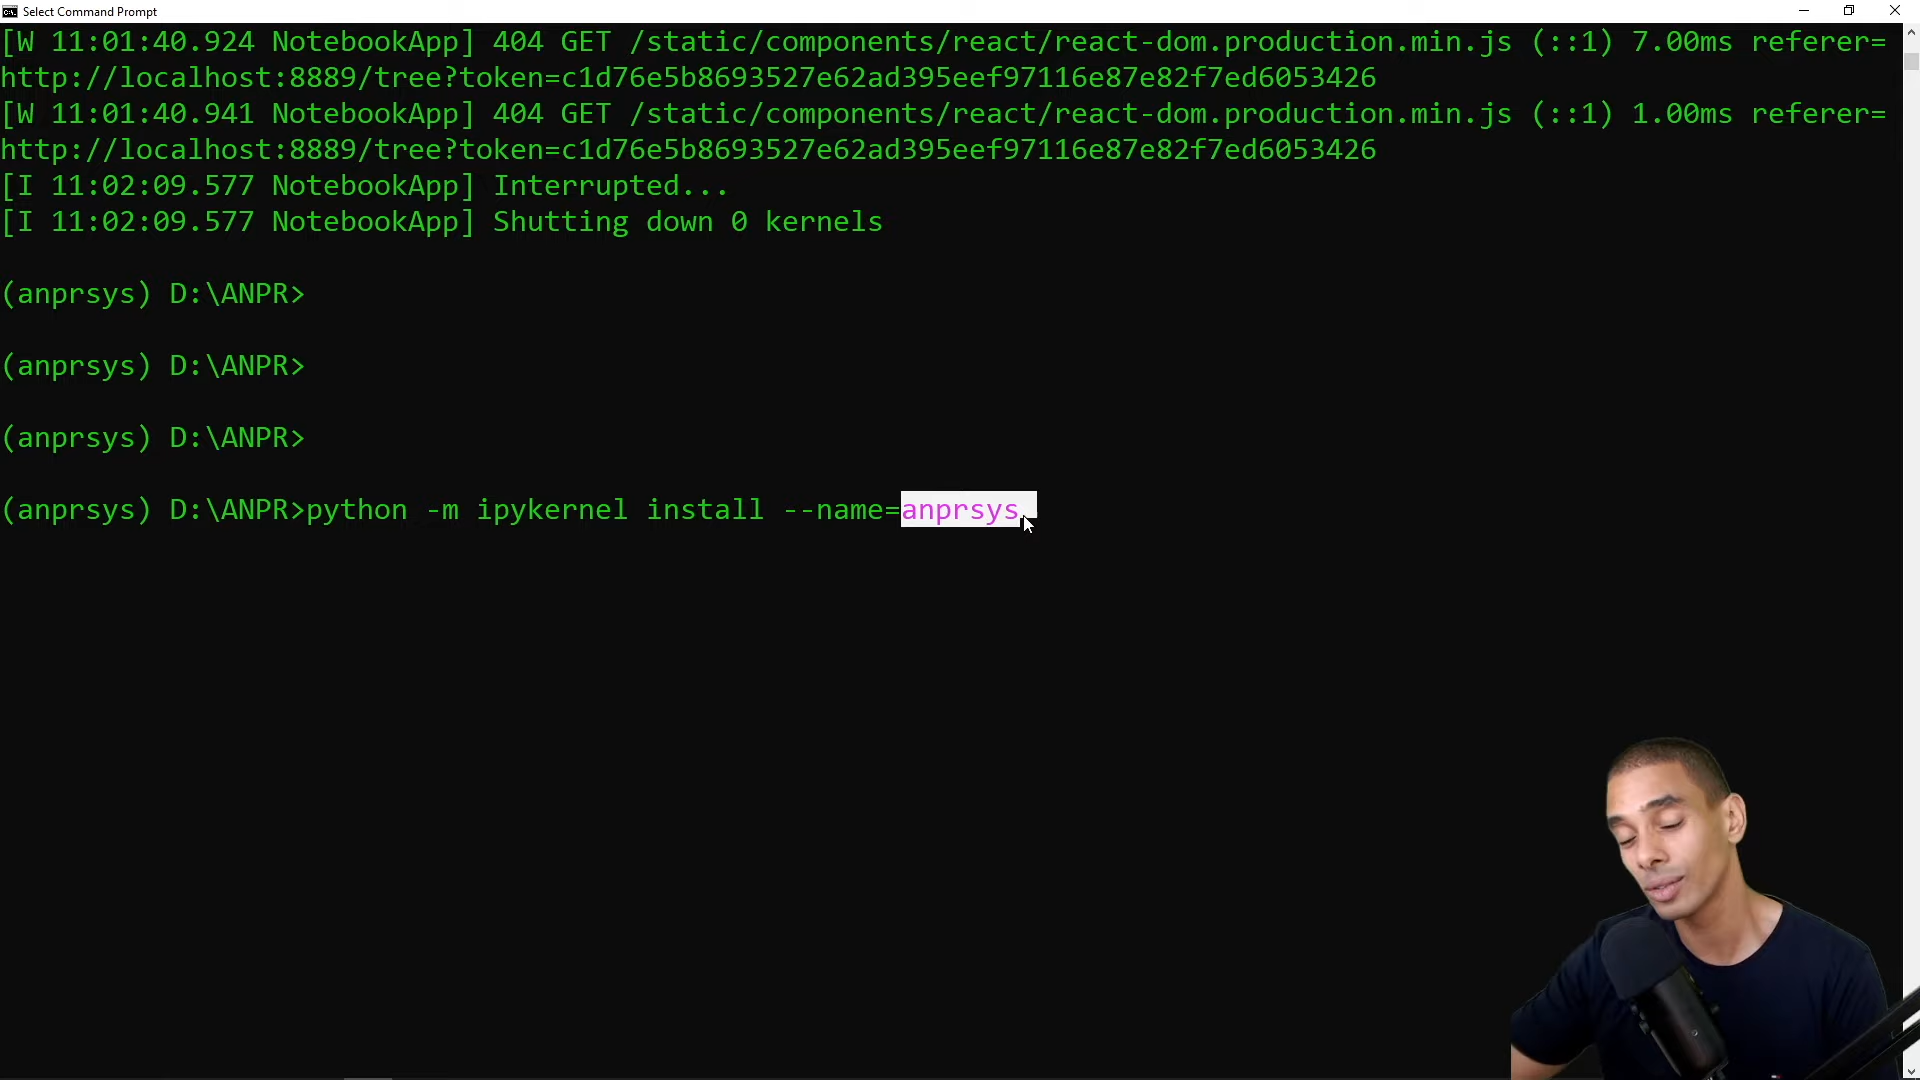 Select Command Prompt
[W 11:01:40.924 NotebookApp] 404 GET /static/components/react/react-dom.production.min.js (::1) 7.00ms referer=
http://localhost:8889/tree?token=c1d76e5b8693527e62ad395eef97116e87e82f7ed6053426
[W 11:01:40.941 NotebookApp] 404 GET /static/components/react/react-dom.production.min.js (::1) 1.00ms referer=
http://localhost:8889/tree?token=c1d76e5b8693527e62ad395eef97116e87e82f7ed6053426
[I 11:02:09.577 NotebookApp] Interrupted...
[I 11:02:09.577 NotebookApp] Shutting down 0 kernels
(anprsys) D:\ANPR>
(anprsys) D:\ANPR>
(anprsys) D:\ANPR>
(anprsys) D:\ANPR>python -m ipykernel install --name=anprsys